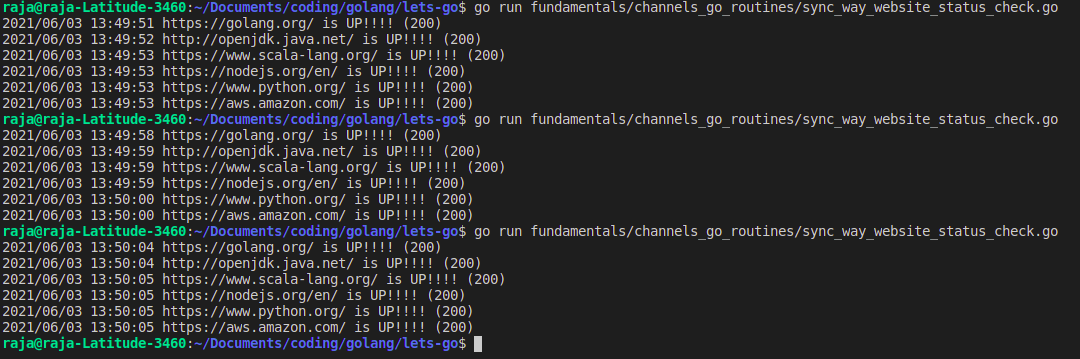 raja@raja-Latitude-3460:~/Documents/coding/golang/lets-go$ go run fundamentals/channels_go_routines/sync_way_website_status_check.go
2021/06/03 13:49:51 https://golang.org/ is UP!!!! (200)
2021/06/03 13:49:52 http://openjdk.java.net/ is UP!!!! (200)
2021/06/03 13:49:53 https://www.scala-lang.org/ is UP!!!! (200)
2021/06/03 13:49:53 https://nodejs.org/en/ is UP!!!! (200)
2021/06/03 13:49:53 https://www.python.org/ is UP!!!! (200)
2021/06/03 13:49:53 https://aws.amazon.com/ is UP!!!! (200)
raja@raja-Latitude-3460:~/Documents/coding/golang/lets-go$ go run fundamentals/channels_go_routines/sync_way_website_status_check.go
2021/06/03 13:49:58 https://golang.org/ is UP!!!! (200)
2021/06/03 13:49:59 http://openjdk.java.net/ is UP!!!! (200)
2021/06/03 13:49:59 https://www.scala-lang.org/ is UP!!!! (200)
2021/06/03 13:49:59 https://nodejs.org/en/ is UP!!!! (200)
2021/06/03 13:50:00 https://www.python.org/ is UP!!!! (200)
2021/06/03 13:50:00 https://aws.amazon.com/ is UP!!!! (200)
raja@raja-Latitude-3460:~/Documents/coding/golang/lets-go$ go run fundamentals/channels_go_routines/sync_way_website_status_check.go
2021/06/03 13:50:04 https://golang.org/ is UP!!!! (200)
2021/06/03 13:50:04 http://openjdk.java.net/ is UP!!!! (200)
2021/06/03 13:50:05 https://www.scala-lang.org/ is UP!!!! (200)
2021/06/03 13:50:05 https://nodejs.org/en/ is UP!!!! (200)
2021/06/03 13:50:05 https://www.python.org/ is UP!!!! (200)
2021/06/03 13:50:05 https://aws.amazon.com/ is UP!!!! (200)
raja@raja-Latitude-3460:~/Documents/coding/golang/lets-go$